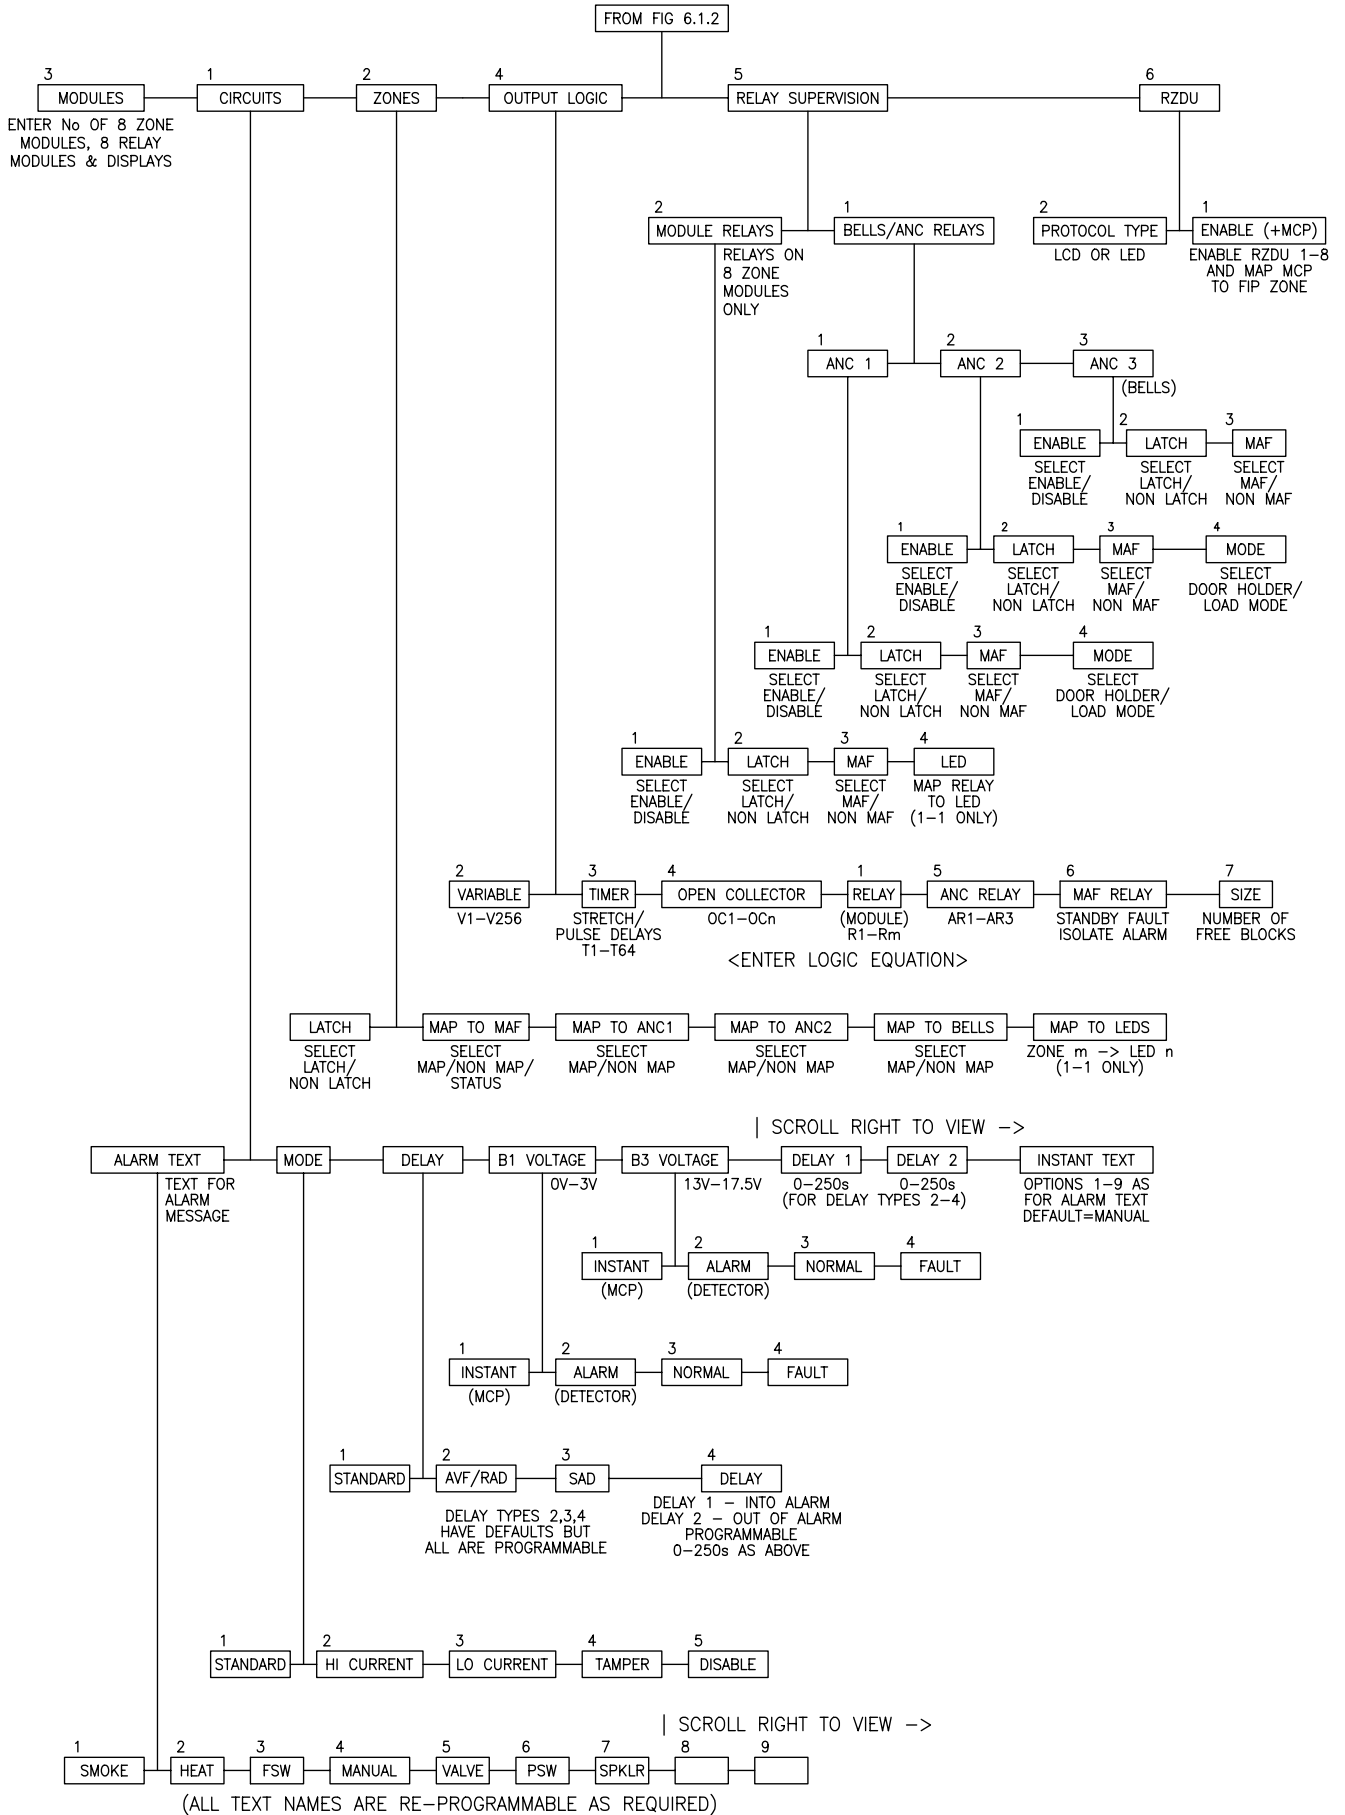 FROM FIG 6.1.2
3 1 2 4 5 6
MODULES CIRCUITS ZONES OUTPUT LOGIC RELAY SUPERVISION RZDU
ENTER No OF 8 ZONE
MODULES, 8 RELAY
MODULES & DISPLAYS
2 1 2 1
MODULE RELAYS BELLS/ANC RELAYS PROTOCOL TYPE ENABLE (+MCP)
RELAYS ON
8 ZONE
MODULES
ONLY
LCD OR LED
ENABLE RZDU 1-8
AND MAP MCP
TO FIP ZONE
1 2 3
ANC 1 ANC 2 ANC 3
(BELLS)
1 2 3
ENABLE LATCH MAF
SELECT SELECT SELECT
ENABLE/ LATCH/ MAF/
DISABLE NON LATCH NON MAF
1 2 3 4
ENABLE LATCH MAF MODE
SELECT SELECT SELECT SELECT
ENABLE/ LATCH/ MAF/ DOOR HOLDER/
DISABLE NON LATCH NON MAF LOAD MODE
1 2 3 4
ENABLE LATCH MAF MODE
SELECT SELECT SELECT SELECT
ENABLE/ LATCH/ MAF/ DOOR HOLDER/
DISABLE NON LATCH NON MAF LOAD MODE
1 2 3 4
ENABLE LATCH MAF LED
SELECT SELECT SELECT MAP RELAY
ENABLE/ LATCH/ MAF/ TO LED
DISABLE NON LATCH NON MAF (1-1 ONLY)
2 3 4 1 5 6 7
VARIABLE TIMER OPEN COLLECTOR RELAY ANC RELAY MAF RELAY SIZE
V1-V256 STRETCH/ OC1-OCn (MODULE) AR1-AR3 STANDBY FAULT NUMBER OF
PULSE DELAYS R1-Rm ISOLATE ALARM FREE BLOCKS
T1-T64
<ENTER LOGIC EQUATION>
LATCH MAP TO MAF MAP TO ANC1 MAP TO ANC2 MAP TO BELLS MAP TO LEDS
SELECT SELECT SELECT SELECT SELECT ZONE m -> LED n
LATCH/ MAP/NON MAP/ MAP/NON MAP MAP/NON MAP MAP/NON MAP (1-1 ONLY)
NON LATCH STATUS
| SCROLL RIGHT TO VIEW ->
ALARM TEXT MODE DELAY B1 VOLTAGE B3 VOLTAGE DELAY 1 DELAY 2 INSTANT TEXT
TEXT FOR
ALARM
MESSAGE
0V-3V 13V-17.5V 0-250s 0-250s
(FOR DELAY TYPES 2-4)
OPTIONS 1-9 AS
FOR ALARM TEXT
DEFAULT=MANUAL
1 2 3 4
INSTANT ALARM NORMAL FAULT
(MCP) (DETECTOR)
1 2 3 4
INSTANT ALARM NORMAL FAULT
(MCP) (DETECTOR)
1 2 3 4
STANDARD AVF/RAD SAD DELAY
DELAY TYPES 2,3,4
HAVE DEFAULTS BUT
ALL ARE PROGRAMMABLE
DELAY 1 - INTO ALARM
DELAY 2 - OUT OF ALARM
PROGRAMMABLE
0-250s AS ABOVE
1 2 3 4 5
STANDARD HI CURRENT LO CURRENT TAMPER DISABLE
| SCROLL RIGHT TO VIEW ->
1 2 3 4 5 6 7 8 9
SMOKE HEAT FSW MANUAL VALVE PSW SPKLR
(ALL TEXT NAMES ARE RE-PROGRAMMABLE AS REQUIRED)